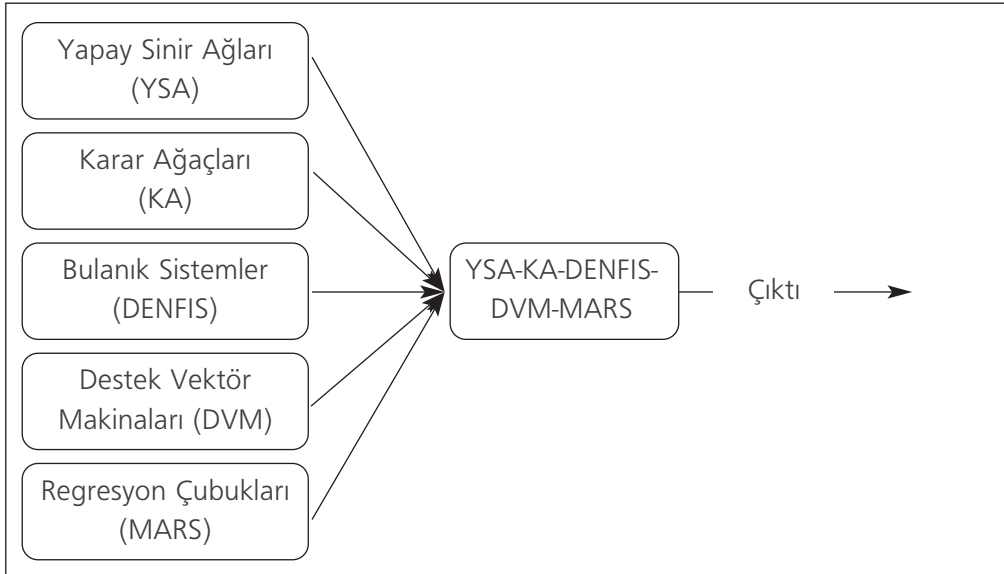 Yapay Sinir Ağları
(YSA)
Karar Ağaçları
(KA)
Bulanık Sistemler
(DENFIS)
Destek Vektör
Makinaları (DVM)
Regresyon Çubukları
(MARS)
YSA-KA-DENFIS-
DVM-MARS
Çıktı